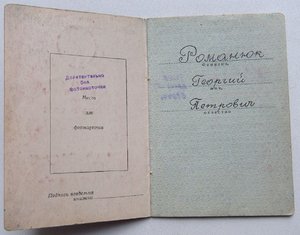 Действительно
без
фотокарточки
Место
для
фотокарточки
Подпись владельца
книжки
Романюк
фамилия
Георгий
имя
Петрович
отчество